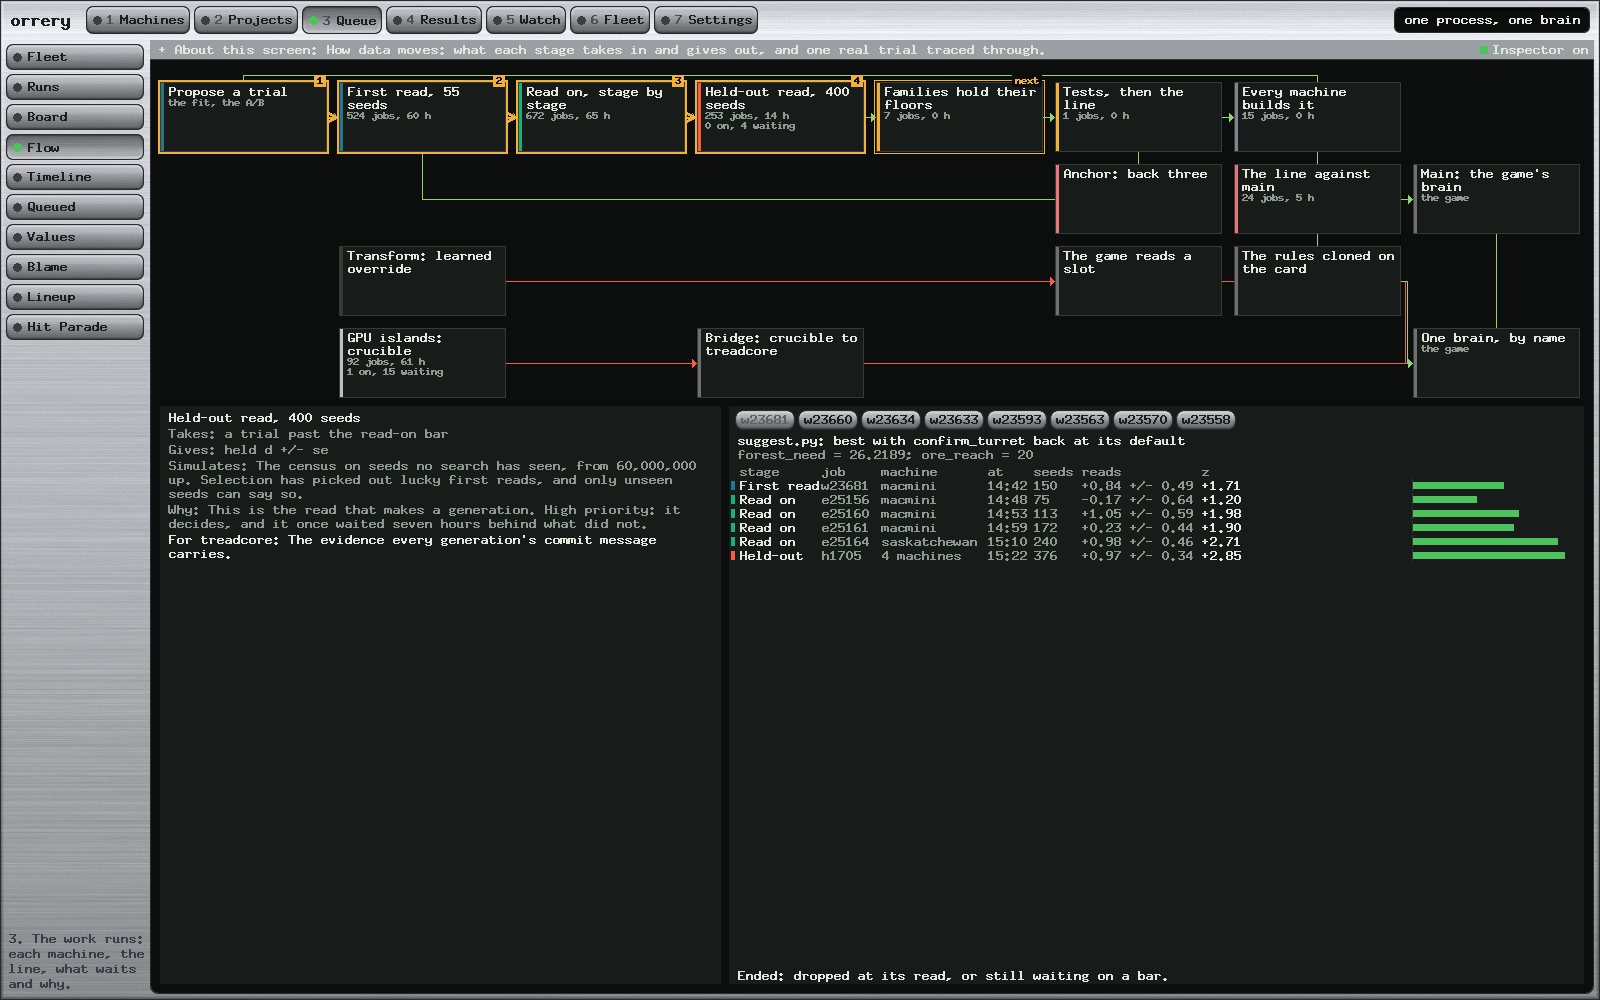 orrery
1 Machines
2 Projects
3 Queue
4 Results
5 Watch
6 Fleet
7 Settings
one process, one brain
Fleet
Runs
Board
Flow
Timeline
Queued
Values
Blame
Lineup
Hit Parade
3. The work runs:
each machine, the
line, what waits
and why.
+ About this screen: How data moves: what each stage takes in and gives out, and one real trial traced through.
Inspector on
1
Propose a trial
the fit, the A/B
2
First read, 55
seeds
524 jobs, 60 h
3
Read on, stage by
stage
672 jobs, 65 h
4
Held-out read, 400
seeds
253 jobs, 14 h
0 on, 4 waiting
next
Families hold their
floors
7 jobs, 0 h
Tests, then the
line
1 jobs, 0 h
Every machine
builds it
15 jobs, 0 h
Anchor: back three
The line against
main
24 jobs, 5 h
Main: the game's
brain
the game
Transform: learned
override
The game reads a
slot
The rules cloned on
the card
GPU islands:
crucible
92 jobs, 61 h
1 on, 15 waiting
Bridge: crucible to
treadcore
One brain, by name
the game
Held-out read, 400 seeds
Takes: a trial past the read-on bar
Gives: held d +/- se
Simulates: The census on seeds no search has seen, from 60,000,000
up. Selection has picked out lucky first reads, and only unseen
seeds can say so.
Why: This is the read that makes a generation. High priority: it
decides, and it once waited seven hours behind what did not.
For treadcore: The evidence every generation's commit message
carries.
w23681 w23660 w23634 w23633 w23593 w23563 w23570 w23558
suggest.py: best with confirm_turret back at its default
forest_need = 26.2189; ore_reach = 20
stage job machine at seeds reads z
First read w23681 macmini 14:42 150 +0.84 +/- 0.49 +1.71
Read on e25156 macmini 14:48 75 -0.17 +/- 0.64 +1.20
Read on e25160 macmini 14:53 113 +1.05 +/- 0.59 +1.98
Read on e25161 macmini 14:59 172 +0.23 +/- 0.44 +1.90
Read on e25164 saskatchewan 15:10 240 +0.98 +/- 0.46 +2.71
Held-out h1705 4 machines 15:22 376 +0.97 +/- 0.34 +2.85
Ended: dropped at its read, or still waiting on a bar.